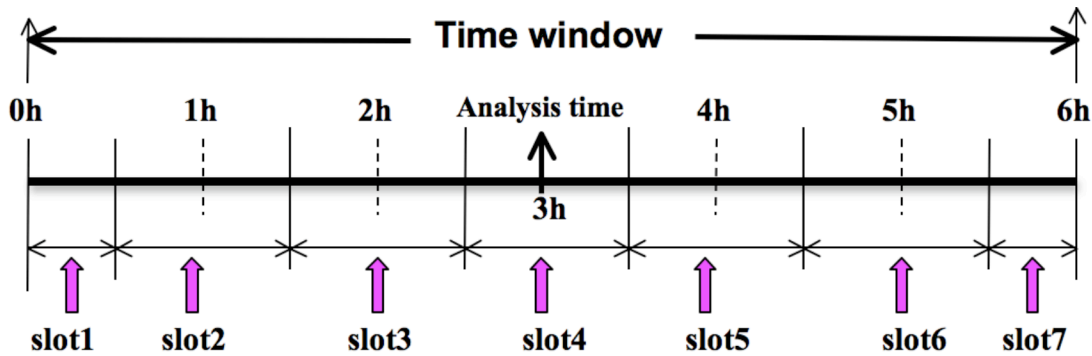 Time window
0h 1h 2h Analysis time 4h 5h 6h
3h
slot1 slot2 slot3 slot4 slot5 slot6 slot7